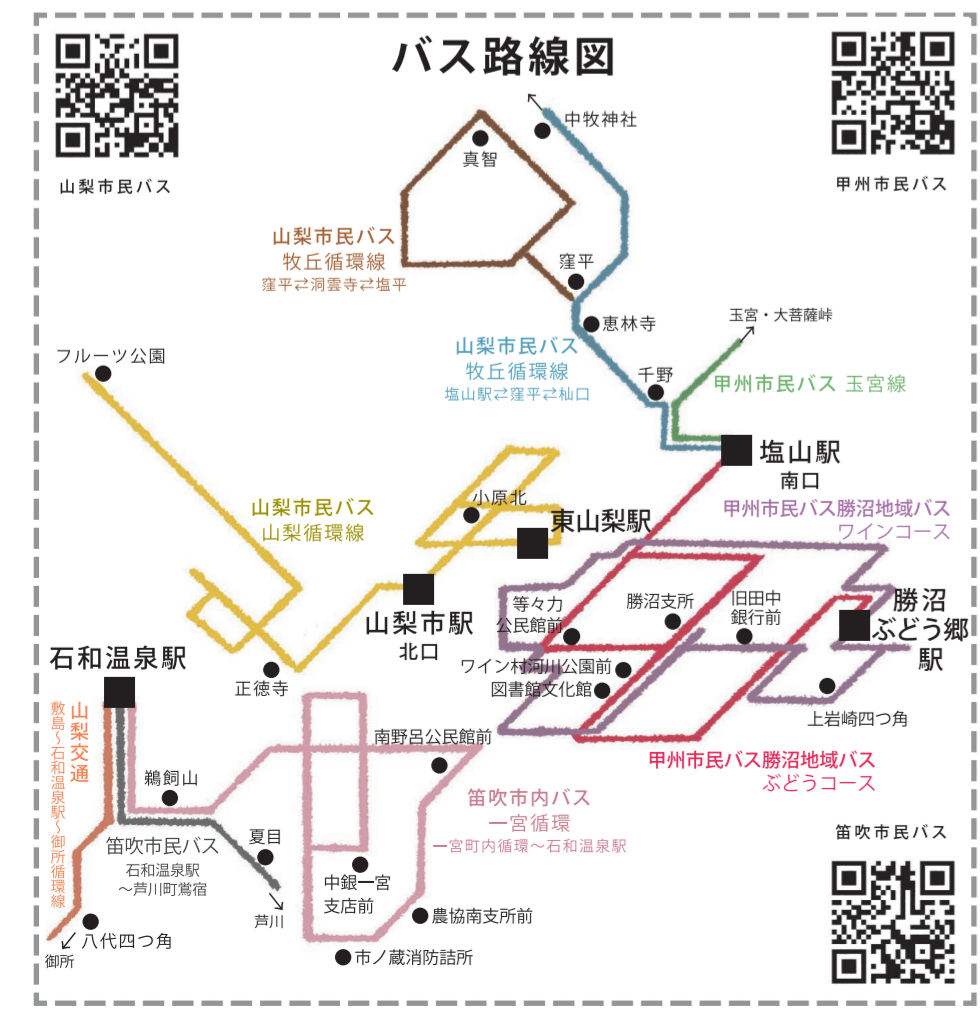 バス路線図
山梨市民バス
甲州市民バス
中牧神社
真智
山梨市民バス
牧丘循環線
窪平⇄洞雲寺⇄塩平
窪平
恵林寺
玉宮・大菩薩峠
山梨市民バス
牧丘循環線
塩山駅⇄窪平⇄杣口
千野
甲州市民バス 玉宮線
フルーツ公園
塩山駅
南口
山梨市民バス
山梨循環線
小原北
東山梨駅
甲州市民バス勝沼地域バス
ワインコース
山梨市駅
北口
等々力
公民館前
勝沼支所
旧田中
銀行前
勝沼
ぶどう郷
駅
石和温泉駅
正徳寺
ワイン村河川公園前
図書館文化館
上岩崎四つ角
山梨交通
敷島～石和温泉駅～御所循環線
南野呂公民館前
甲州市民バス勝沼地域バス
ぶどうコース
鵜飼山
笛吹市内バス
一宮循環
一宮町内循環～石和温泉駅
笛吹市民バス
石和温泉駅
～芦川町鶯宿
夏目
笛吹市民バス
中銀一宮
支店前
芦川
農協南支所前
八代四つ角
御所
市ノ蔵消防詰所